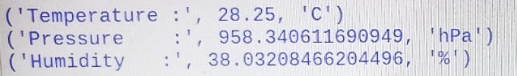 ('Temperature :', 28.25, 'C')
('Pressure    :', 958.340611690949, 'hPa')
('Humidity    :', 38.03208466204496, '%')